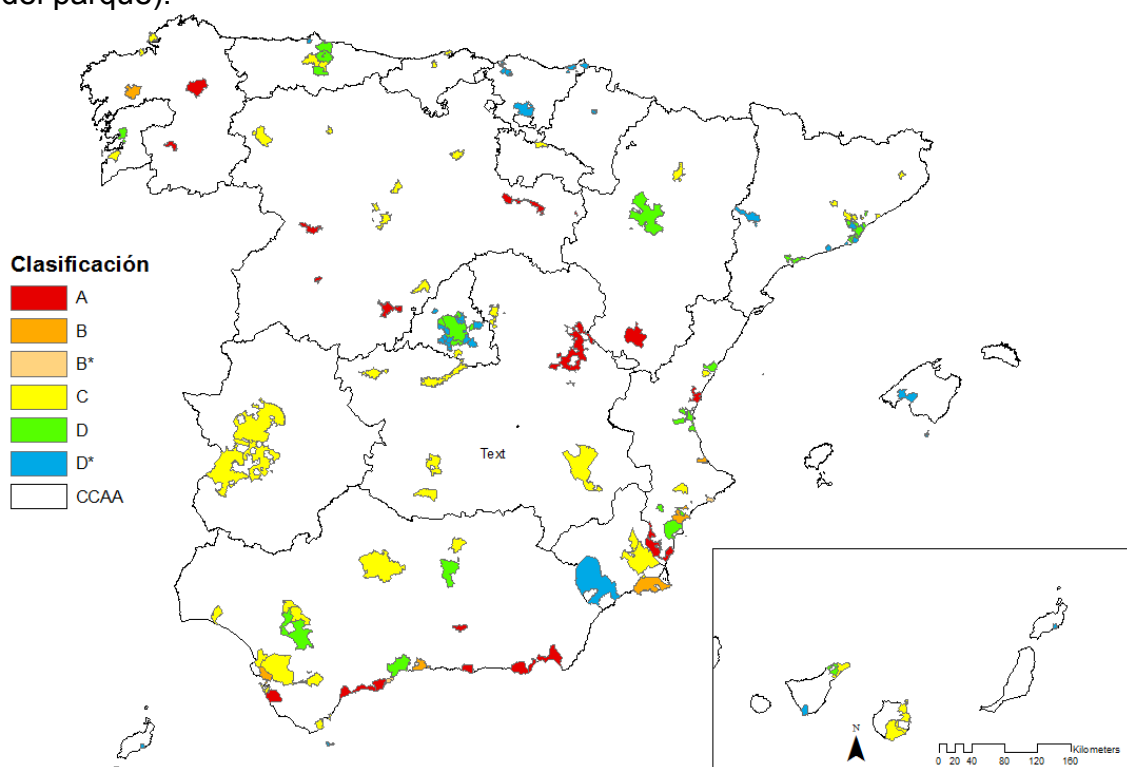 del parque).
Clasificación
A
B
B*
C
D
D*
CCAA
Text
N
0 20 40 80 120 160
Kilometers